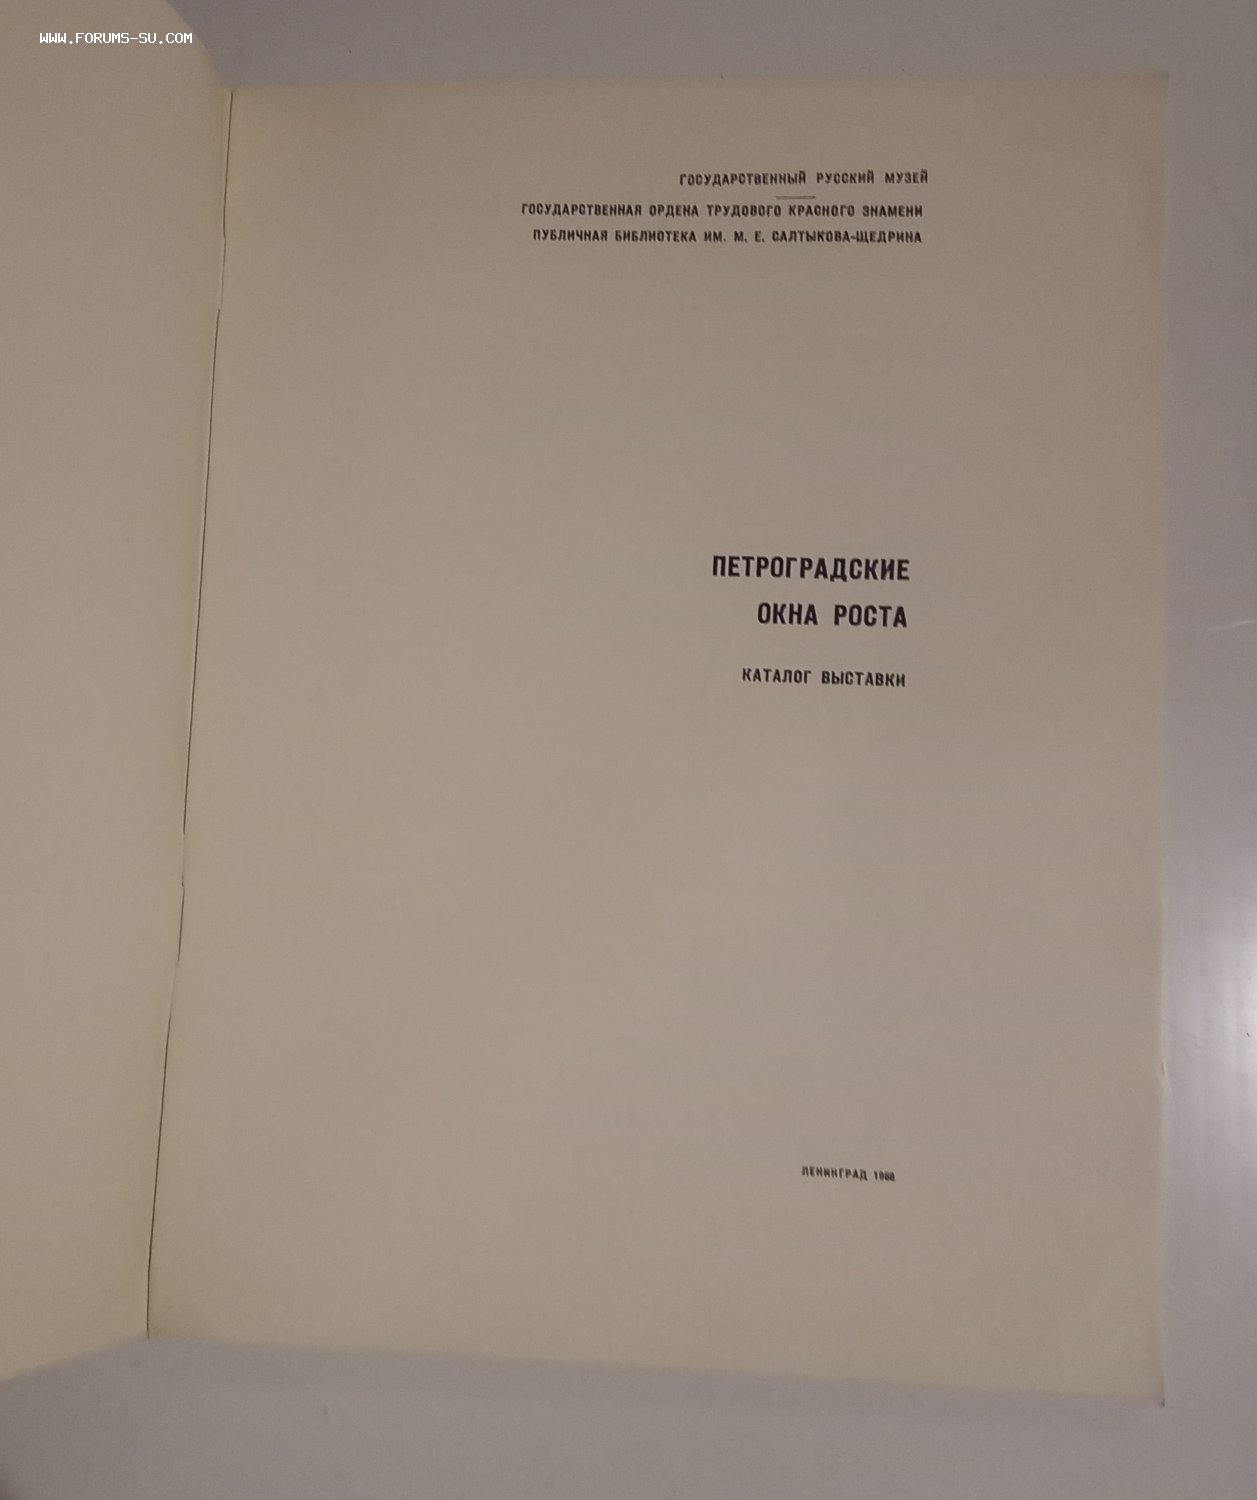 WWW.FORUMS-SU.COM
ГОСУДАРСТВЕННЫЙ РУССКИЙ МУЗЕЙ
ГОСУДАРСТВЕННАЯ ОРДЕНА ТРУДОВОГО КРАСНОГО ЗНАМЕНИ
ПУБЛИЧНАЯ БИБЛИОТЕКА ИМ. М. Е. САЛТЫКОВА-ЩЕДРИНА
ПЕТРОГРАДСКИЕ
ОКНА РОСТА
КАТАЛОГ ВЫСТАВКИ
ЛЕНИНГРАД